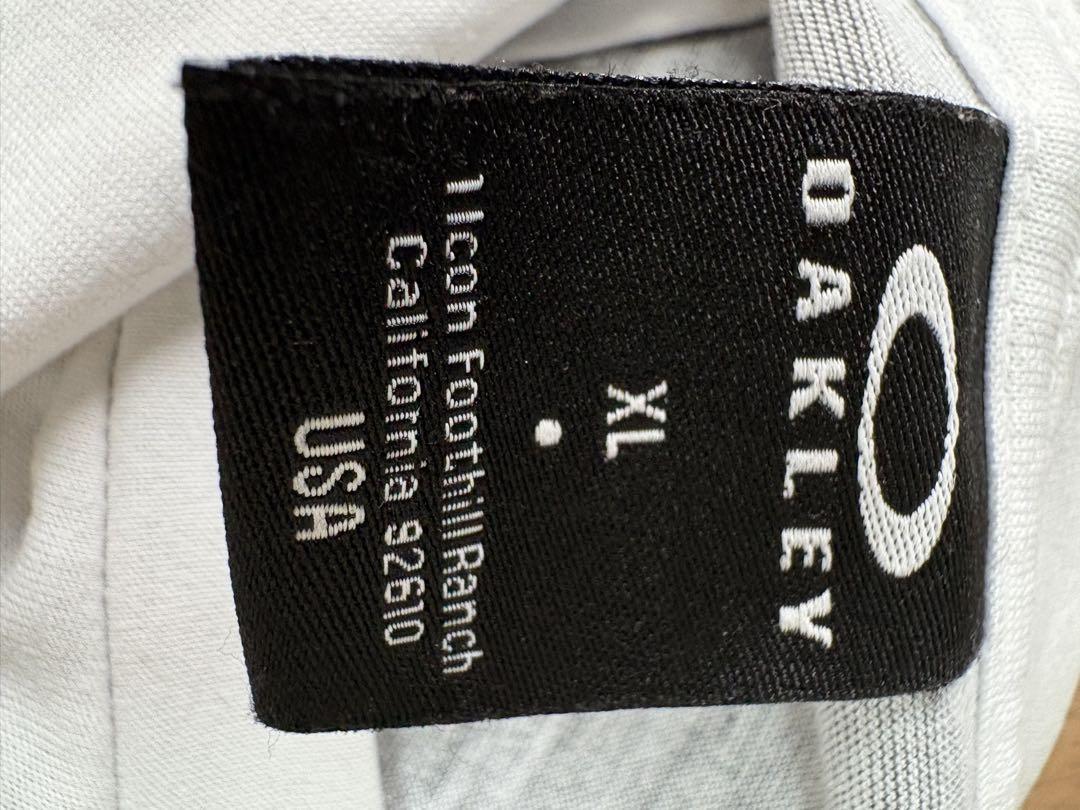 OAKLEY
XL
1 Icon Foothill Ranch
California 92610
USA